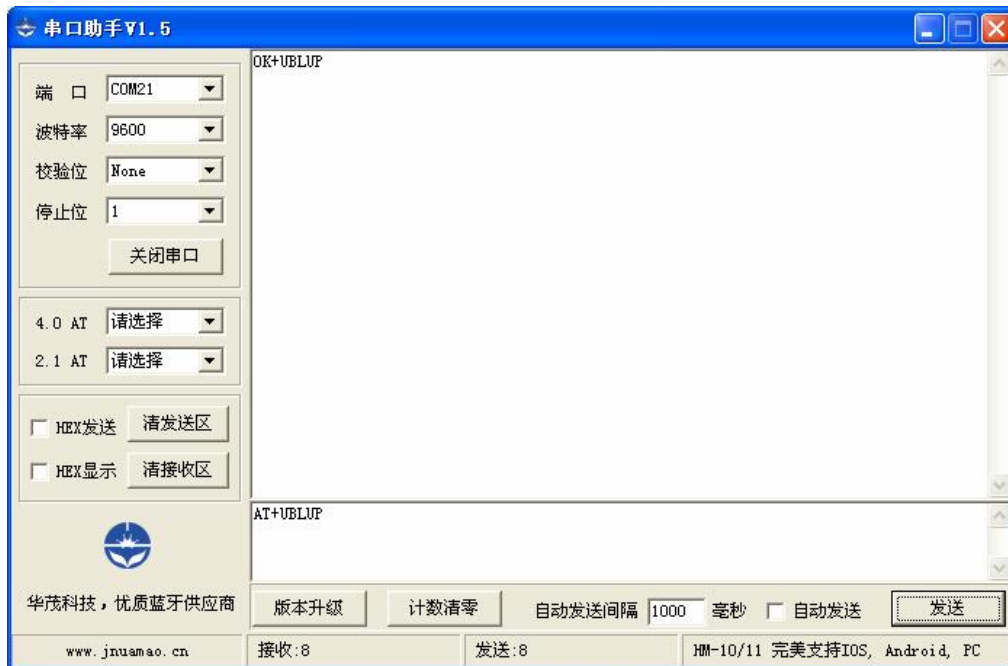 串口助手V1.5
端 口 COM21
波特率 9600
校验位 None
停止位 1
关闭串口
4.0 AT 请选择
2.1 AT 请选择
HEX发送 清发送区
HEX显示 清接收区
华茂科技,优质蓝牙供应商
OK+UBLUP
AT+UBLUP
版本升级 计数清零 自动发送间隔 1000 毫秒 自动发送 发送
www.jnuamao.cn 接收:8 发送:8 HM-10/11 完美支持IOS, Android, PC